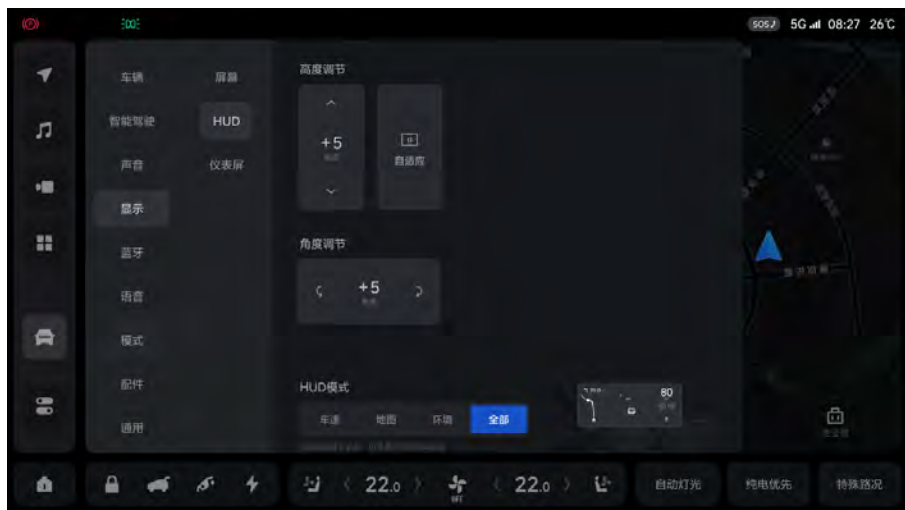 SOS 5G 08:27 26℃
车辆
智能驾驶
声音
显示
蓝牙
语音
模式
配件
通用
屏幕
HUD
仪表屏
高度调节
+5
自适应
角度调节
+5
HUD模式
车速
地图
环境
全部
80
22.0
OFF
22.0
自动灯光
纯电优先
特殊路况